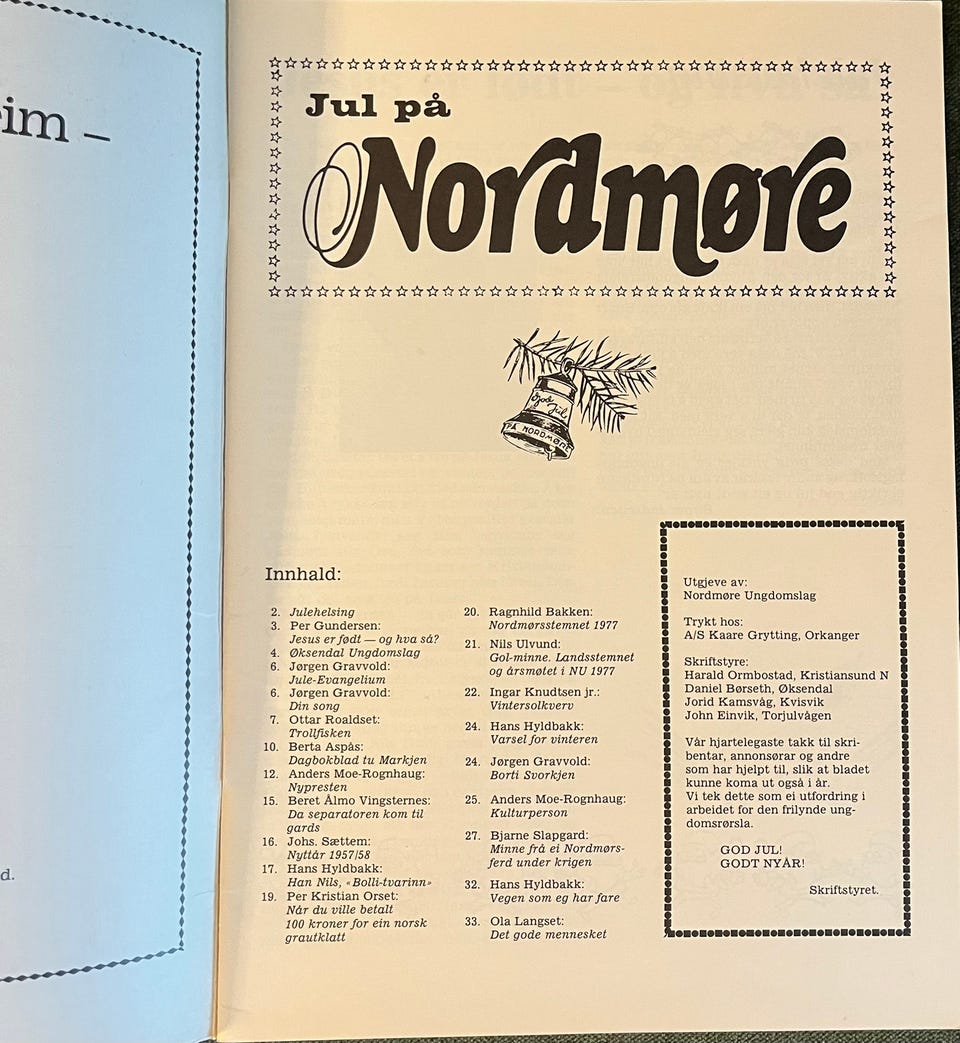 eim –
d.
Jul på
Nordmøre
God
Jul
PÅ NORDMØRE
Innhald:
2. Julehelsing
3. Per Gundersen:
Jesus er født — og hva så?
4. Øksendal Ungdomslag
6. Jørgen Gravvold:
Jule-Evangelium
6. Jørgen Gravvold:
Din song
7. Ottar Roaldset:
Trollfisken
10. Berta Aspås:
Dagbokblad tu Markjen
12. Anders Moe-Rognhaug:
Nypresten
15. Beret Ålmo Vingsternes:
Da separatoren kom til
gards
16. Johs. Sættem:
Nyttår 1957/58
17. Hans Hyldbakk:
Han Nils, «Bolli-tvarinn»
19. Per Kristian Orset:
Når du ville betalt
100 kroner for ein norsk
grautklatt
20. Ragnhild Bakken:
Nordmørsstemnet 1977
21. Nils Ulvund:
Gol-minne. Landsstemnet
og årsmøtet i NU 1977
22. Ingar Knudtsen jr.:
Vintersolkverv
24. Hans Hyldbakk:
Varsel for vinteren
24. Jørgen Gravvold:
Borti Svorkjen
25. Anders Moe-Rognhaug:
Kulturperson
27. Bjarne Slapgard:
Minne frå ei Nordmørs-
ferd under krigen
32. Hans Hyldbakk:
Vegen som eg har fare
33. Ola Langset:
Det gode mennesket
Utgjeve av:
Nordmøre Ungdomslag
Trykt hos:
A/S Kaare Grytting, Orkanger
Skriftstyre:
Harald Ormbostad, Kristiansund N
Daniel Børseth, Øksendal
Jorid Kamsvåg, Kvisvik
John Einvik, Torjulvågen
Vår hjartelegaste takk til skri-
bentar, annonsørar og andre
som har hjelpt til, slik at bladet
kunne koma ut også i år.
Vi tek dette som ei utfordring i
arbeidet for den frilynde ung-
domsrørsla.
GOD JUL!
GODT NYÅR!
Skriftstyret.